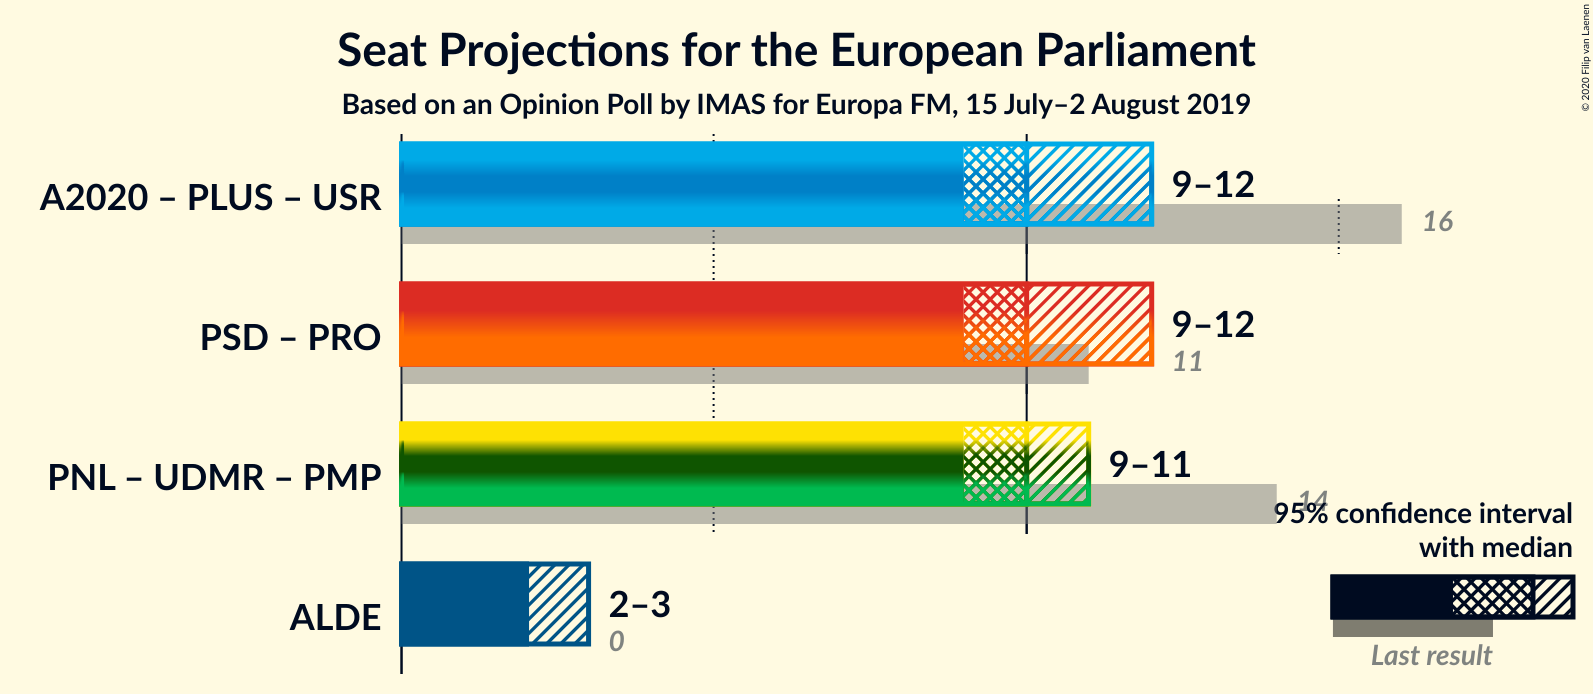 Seat Projections for the European Parliament
Based on an Opinion Poll by IMAS for Europa FM, 15 July–2 August 2019
© 2020 Filip van Laenen
A2020 – PLUS – USR
9–12
16
PSD – PRO
9–12
11
PNL – UDMR – PMP
9–11
14
95% confidence interval
with median
ALDE
2–3
0
Last result